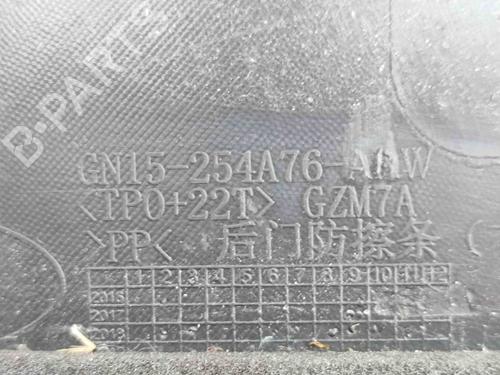 B-PARTS
GN15-254A76-AHW
<TPO+22T> GZM7A
>PP< 后门防擦条
1 2 3 4 5 6 7 8 9 10 11 12
2016
2017
2018